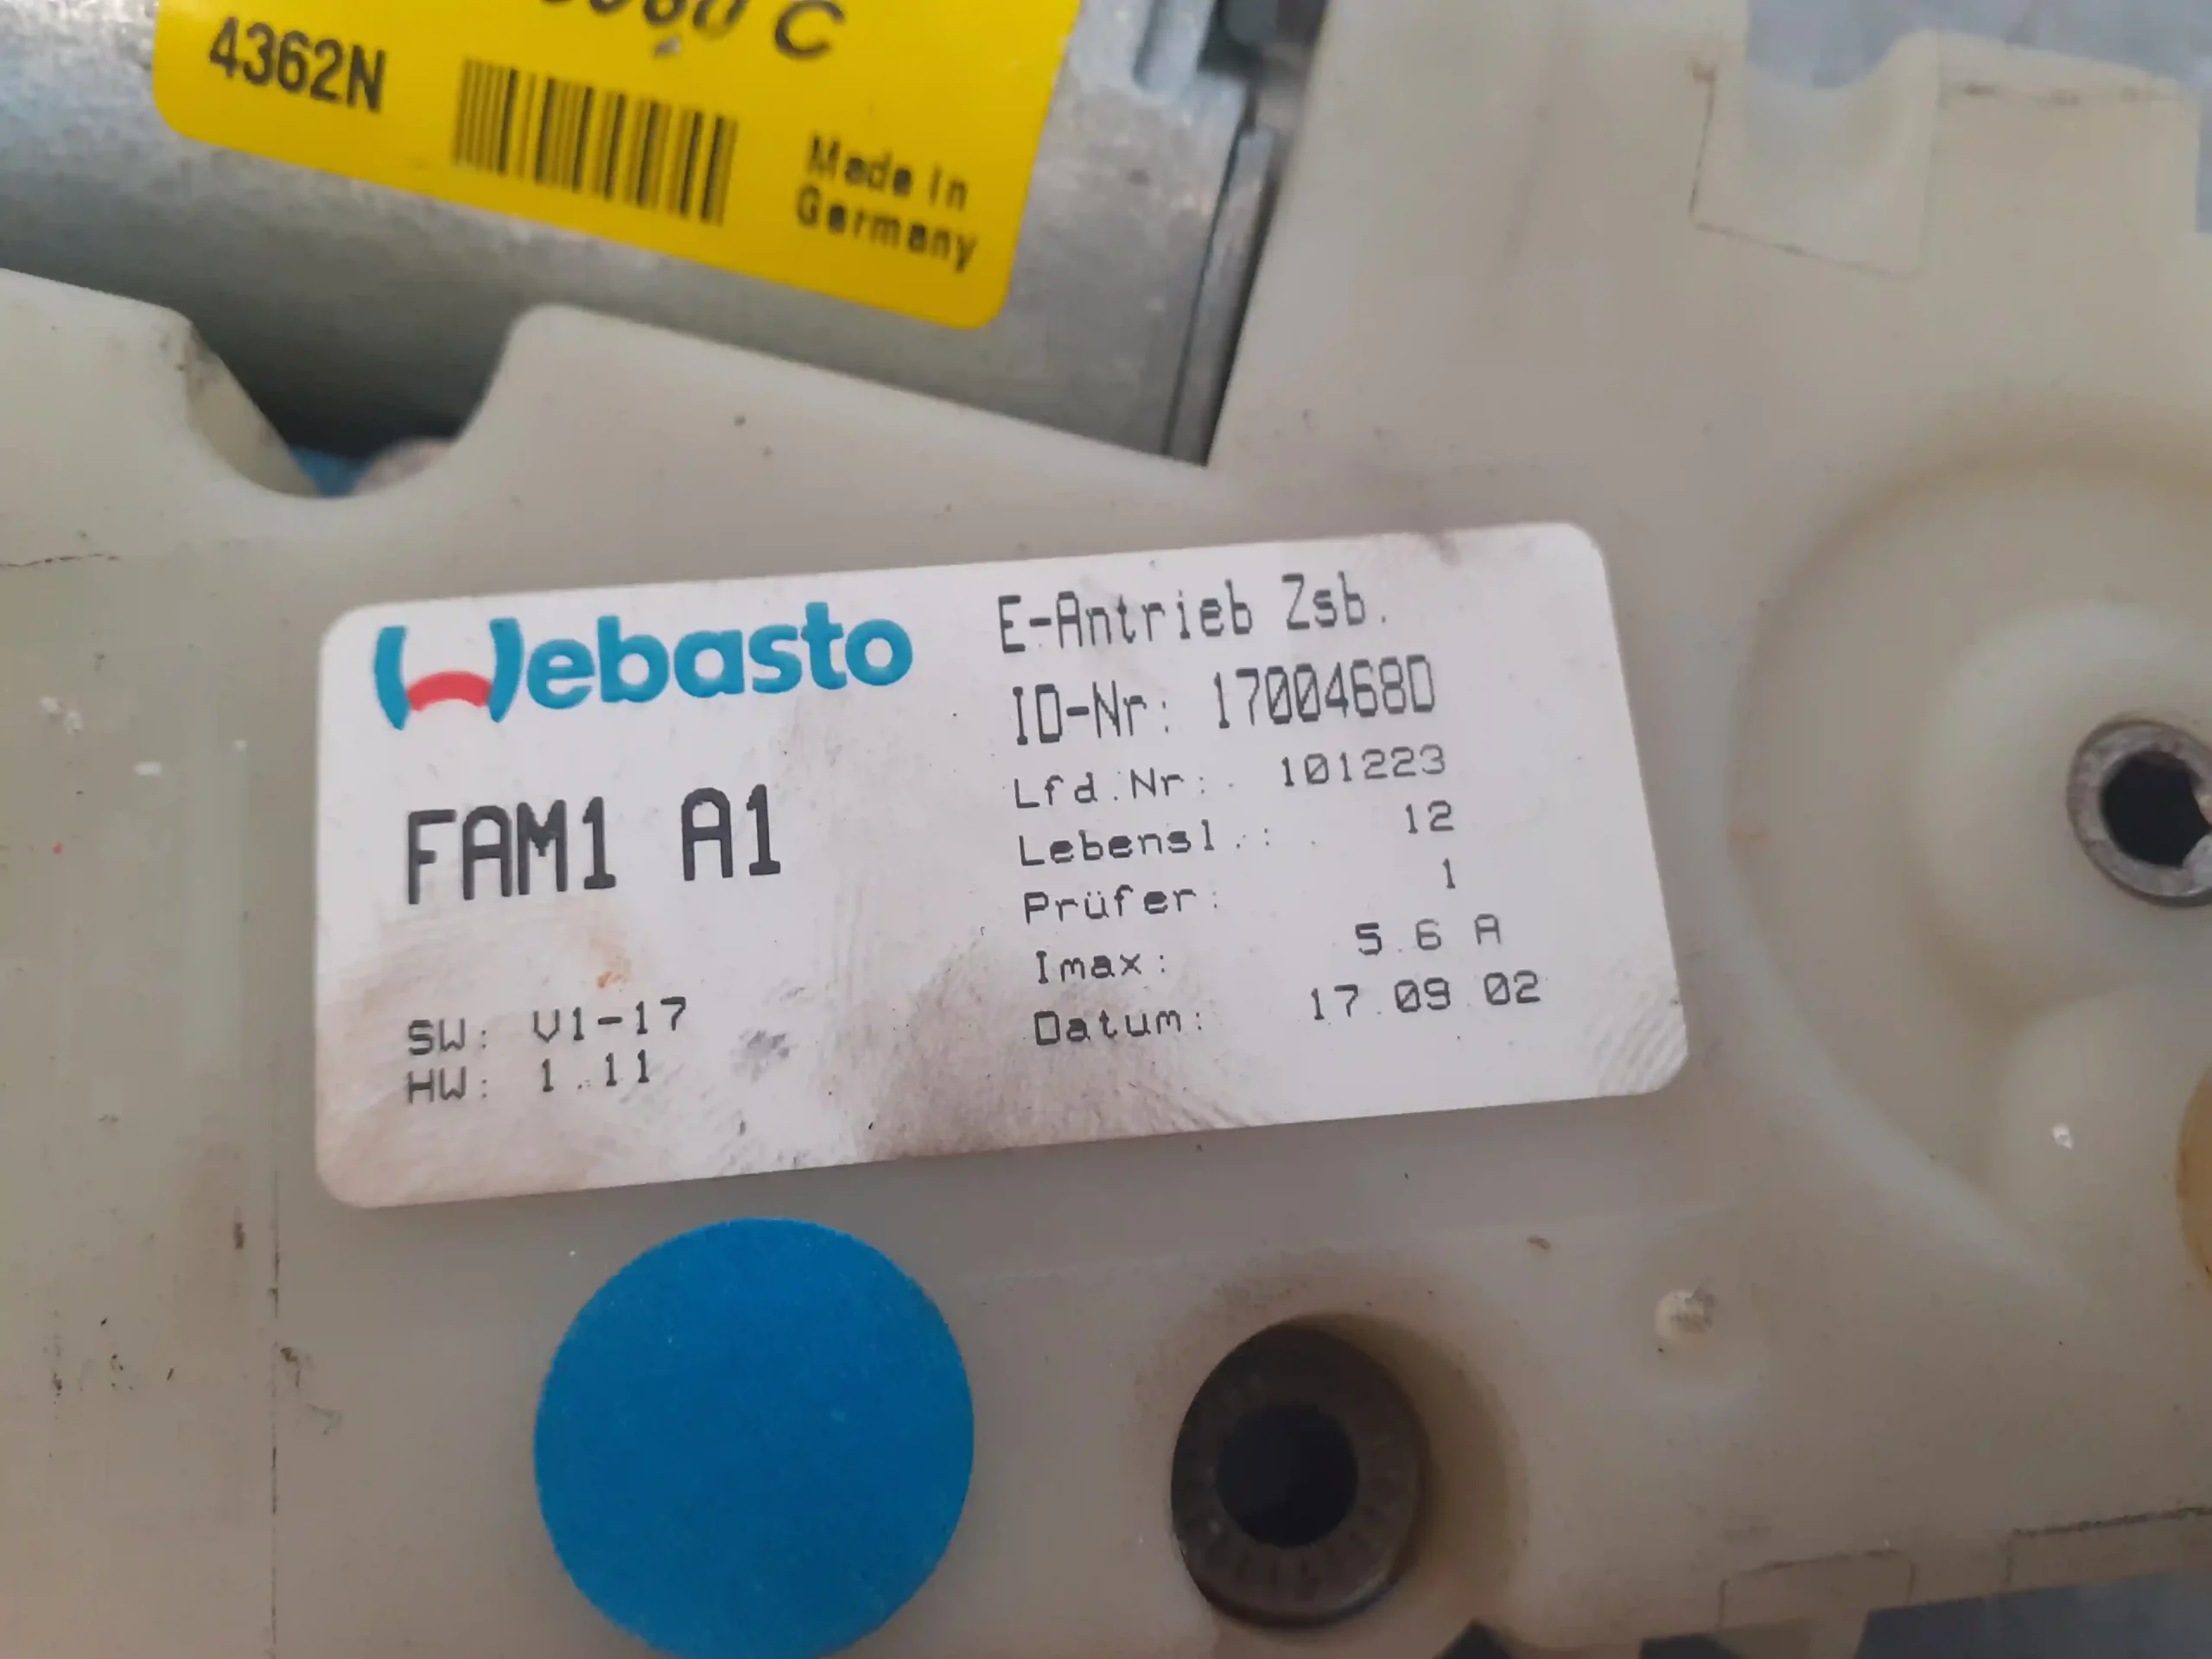 4362N
Made in
Germany
Webasto
FAM1 A1
SW: V1-17
HW: 1.11
E-Antrieb Zsb.
ID-Nr: 1700468D
Lfd.Nr: 101223
Lebensl.: 12
Prüfer: 1
Imax: 5.6 A
Datum: 17.09.02